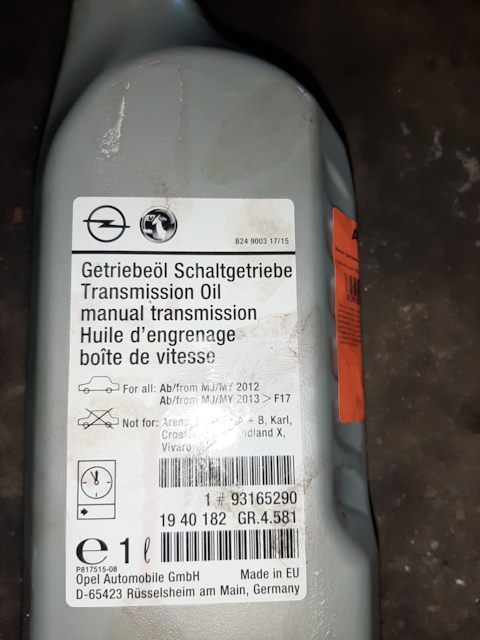 B24 9003 17/15
Getriebeöl Schaltgetriebe
Transmission Oil
manual transmission
Huile d'engrenage
boîte de vitesse
For all: Ab/from MJ/MY 2012
Ab/from MJ/MY 2013 > F17
Not for: + B, Karl,
X,
1 # 93165290
19 40 182 GR.4.581
e 1 l
P817515-08
Opel Automobile GmbH Made in EU
D-65423 Rüsselsheim am Main, Germany